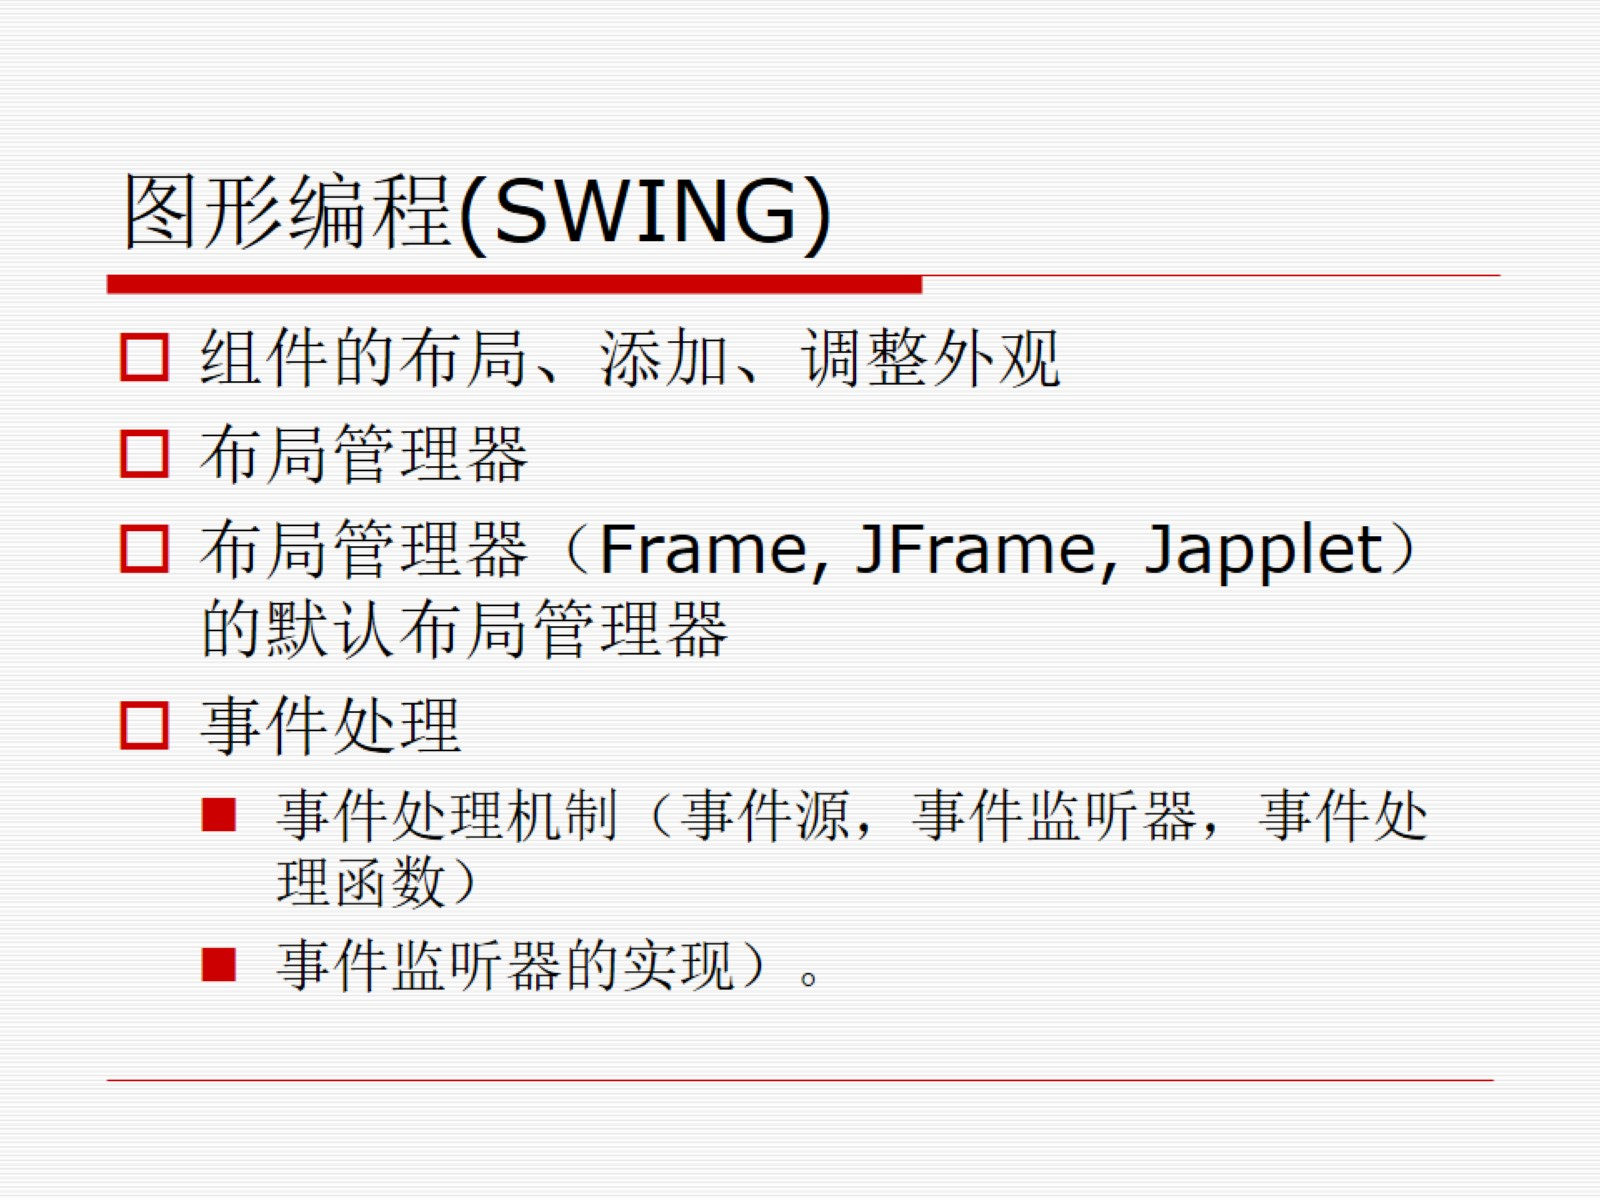 图形编程(SWING)
组件的布局、添加、调整外观
布局管理器
布局管理器（Frame, JFrame, Japplet）
的默认布局管理器
事件处理
事件处理机制（事件源，事件监听器，事件处
理函数）
事件监听器的实现）。